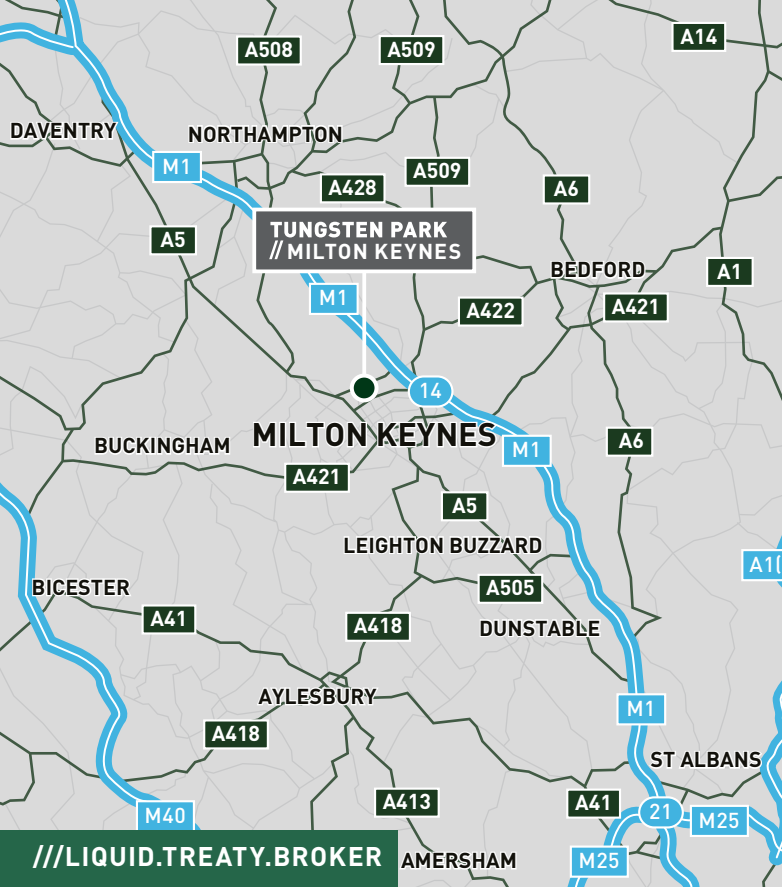 A14
A508
A509
DAVENTRY
NORTHAMPTON
M1
A509
A428
A6
TUNGSTEN PARK
// MILTON KEYNES
A5
BEDFORD
A1
M1
A422
A421
14
MILTON KEYNES
BUCKINGHAM
M1
A6
A421
A5
LEIGHTON BUZZARD
A1(
BICESTER
A505
A41
A418
DUNSTABLE
AYLESBURY
M1
A418
ST ALBANS
A413
A41
21
M40
M25
///LIQUID.TREATY.BROKER
AMERSHAM
M25